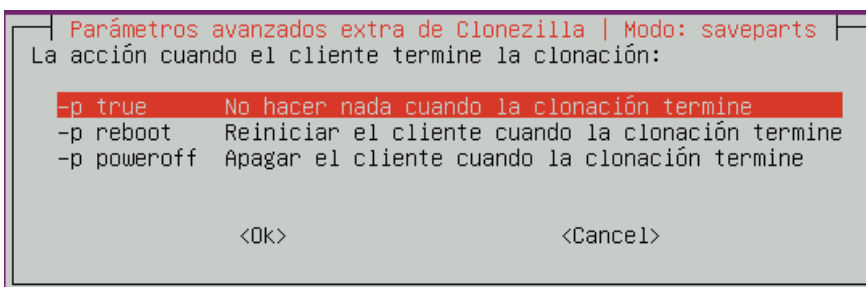 Parámetros avanzados extra de Clonezilla | Modo: saveparts
La acción cuando el cliente termine la clonación:
-p true No hacer nada cuando la clonación termine
-p reboot Reiniciar el cliente cuando la clonación termine
-p poweroff Apagar el cliente cuando la clonación termine
<Ok> <Cancel>